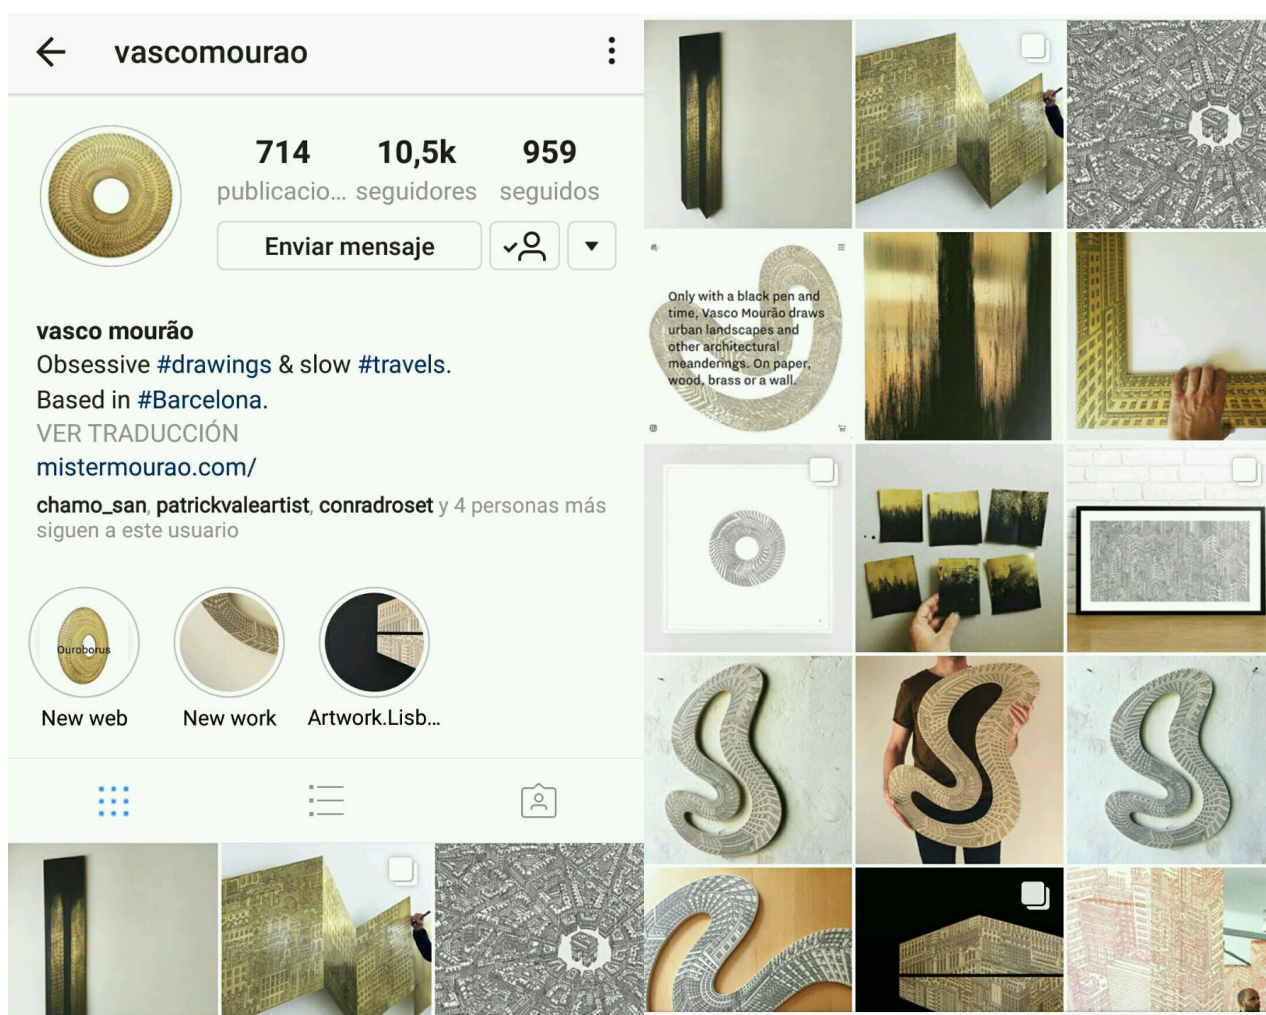 vascomourao
714 10,5k 959
publicacio... seguidores seguidos
Enviar mensaje
vasco mourão
Obsessive #drawings & slow #travels.
Based in #Barcelona.
VER TRADUCCIÓN
mistermourao.com/
chamo_san, patrickvaleartist, conradroset y 4 personas más
siguen a este usuario
Ouroborus
New web New work Artwork.Lisb...
Only with a black pen and
time, Vasco Mourão draws
urban landscapes and
other architectural
meanderings. On paper,
wood, brass or a wall.